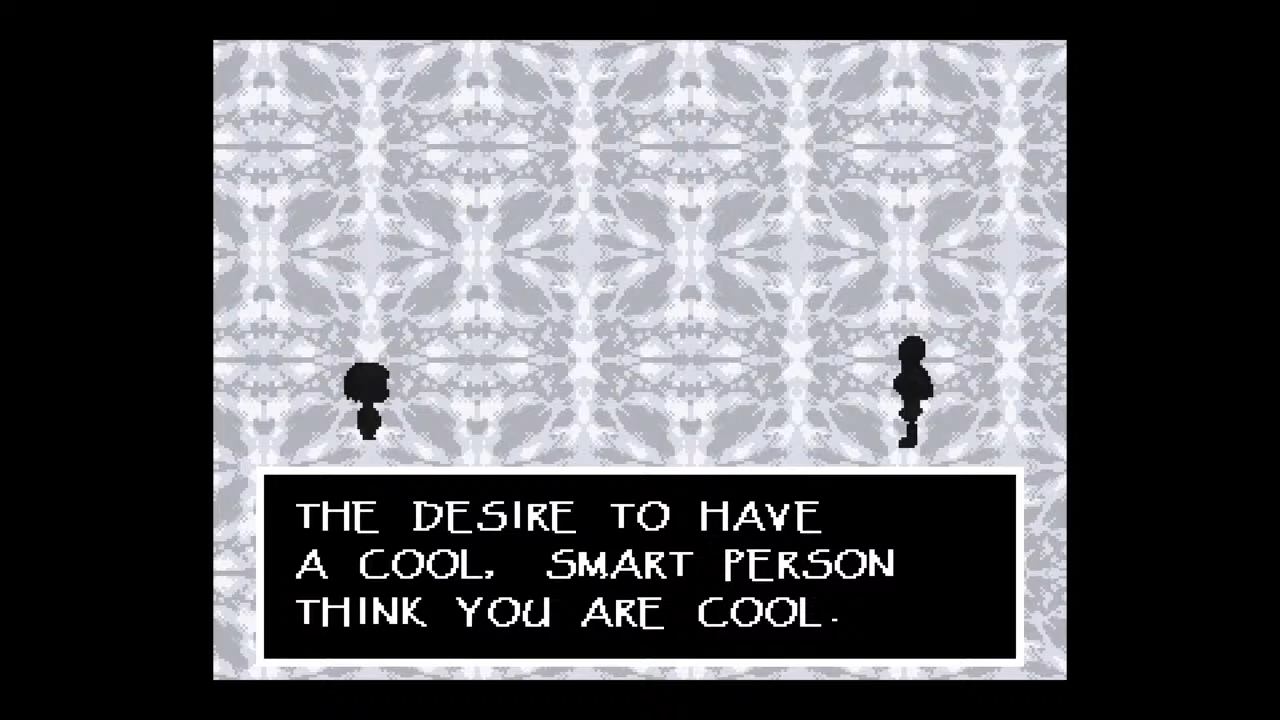 THE DESIRE TO HAVE
A COOL, SMART PERSON
THINK YOU ARE COOL.